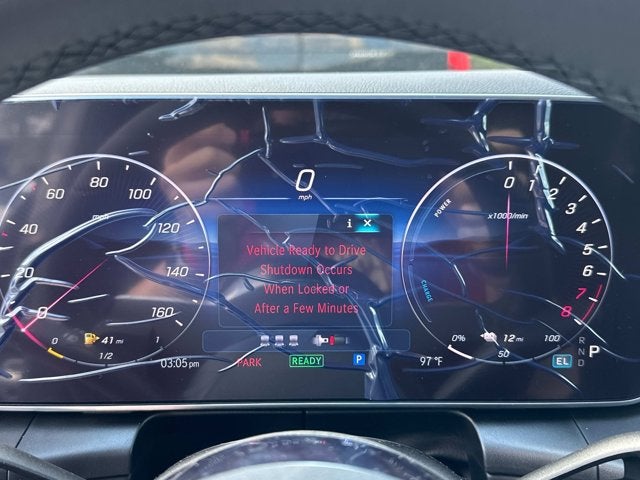 0
mph
i ×
Vehicle Ready to Drive
Shutdown Occurs
When Locked or
After a Few Minutes
0 20 40 60 80 100 120 140 160
mph
0 1/2 1
41 mi
POWER
CHARGE
0 1 2 3 4 5 6 7 8
x1000/min
0% 50 100
12 mi
R
N
D
P
03:05 pm
PARK
READY
P
97 °F
EL